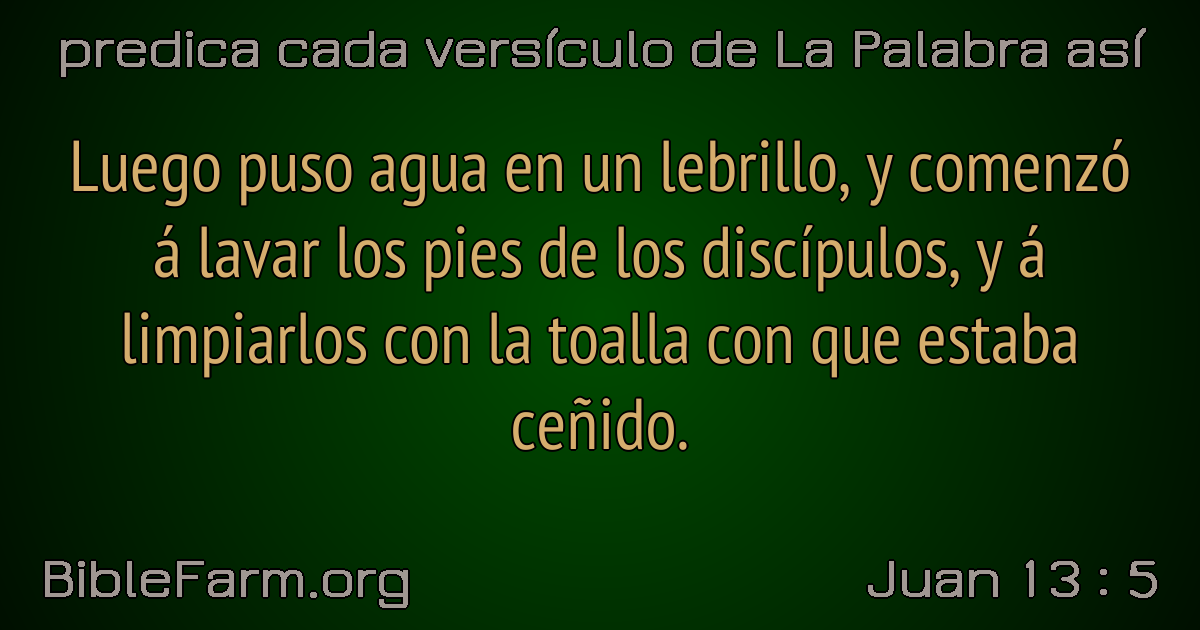 predica cada versículo de La Palabra así
Luego puso agua en un lebrillo, y comenzó
á lavar los pies de los discípulos, y á
limpiarlos con la toalla con que estaba
ceñido.
BibleFarm.org
Juan 13 : 5